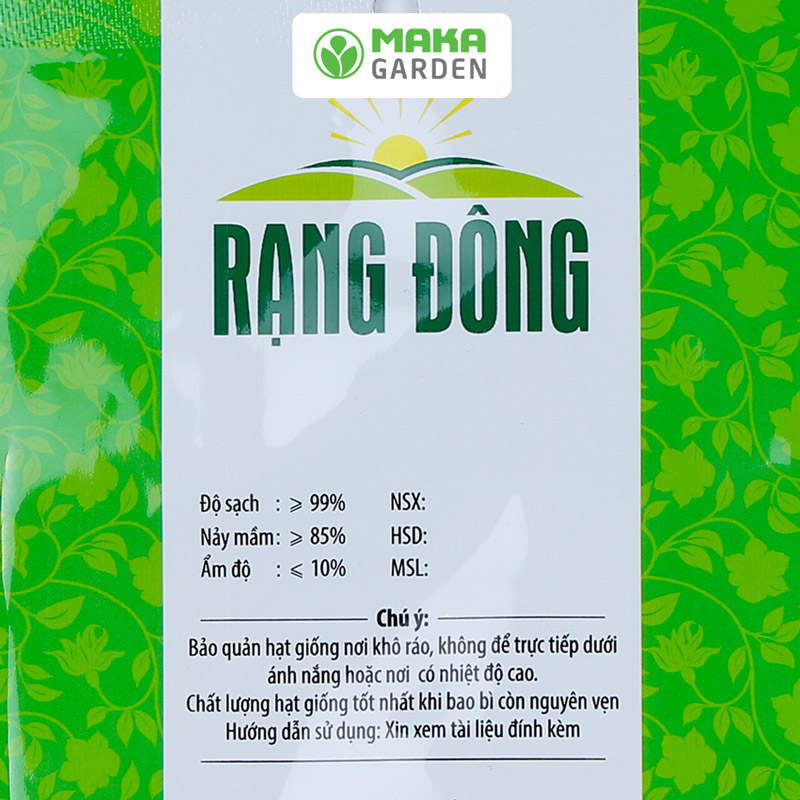 MAKA
GARDEN
RẠNG ĐÔNG
Độ sạch : ⩾ 99% NSX:
Nảy mầm: ⩾ 85% HSD:
Ẩm độ : ⩽ 10% MSL:
Chú ý:
Bảo quản hạt giống nơi khô ráo, không để trực tiếp dưới
ánh nắng hoặc nơi có nhiệt độ cao.
Chất lượng hạt giống tốt nhất khi bao bì còn nguyên vẹn
Hướng dẫn sử dụng: Xin xem tài liệu đính kèm